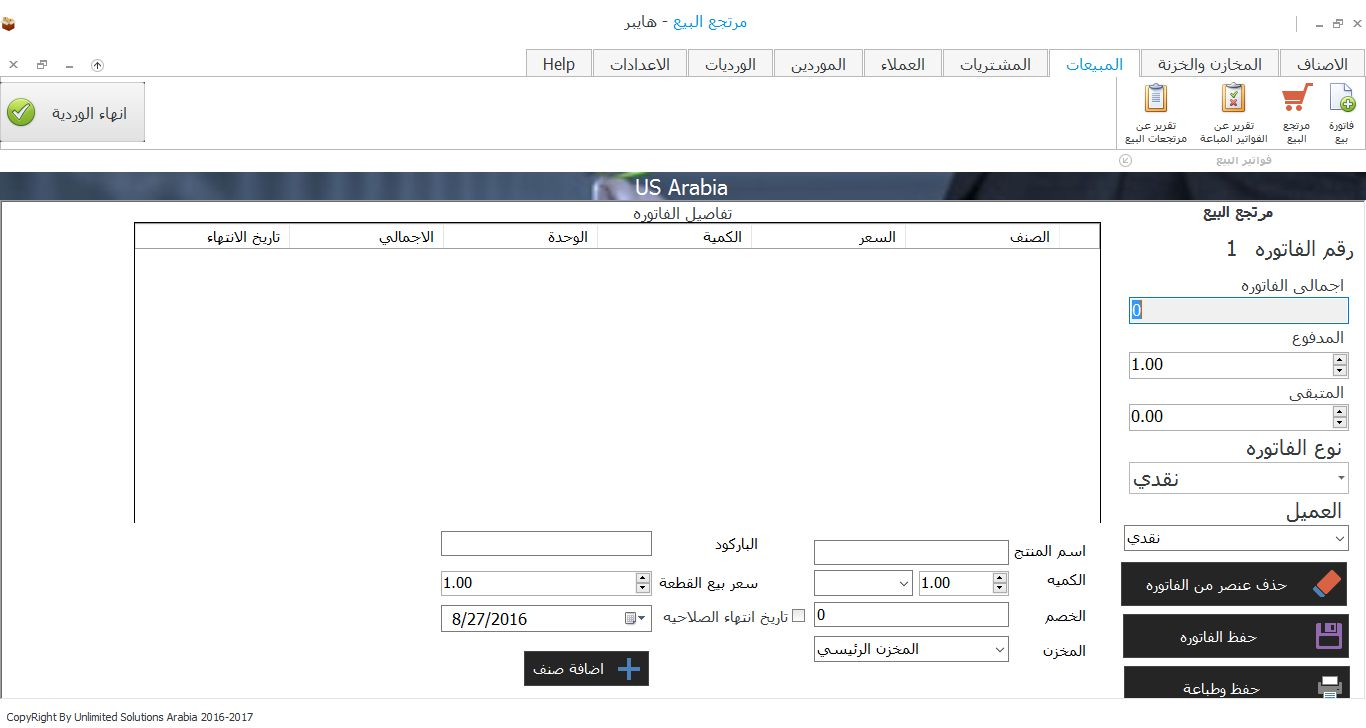 مرتجع البيع - هايبر
الاصناف
المخازن والخزنة
المبيعات
المشتريات
العملاء
الموردين
الورديات
الاعدادات
Help
فاتورة بيع
مرتجع البيع
تقرير عن الفواتير المباعة
تقرير عن مرتجعات البيع
انهاء الوردية
فواتير البيع
US Arabia
مرتجع البيع
رقم الفاتوره 1
اجمالى الفاتوره
0
المدفوع
1.00
المتبقى
0.00
نوع الفاتوره
نقدي
العميل
نقدي
حذف عنصر من الفاتوره
حفظ الفاتوره
حفظ وطباعة
تفاصيل الفاتوره
الصنف
السعر
الكمية
الوحدة
الاجمالي
تاريخ الانتهاء
اسم المنتج
الباركود
الكميه 1.00
سعر بيع القطعة 1.00
الخصم 0
تاريخ انتهاء الصلاحيه 8/27/2016
المخزن المخزن الرئيسي
اضافة صنف
CopyRight By Unlimited Solutions Arabia 2016-2017